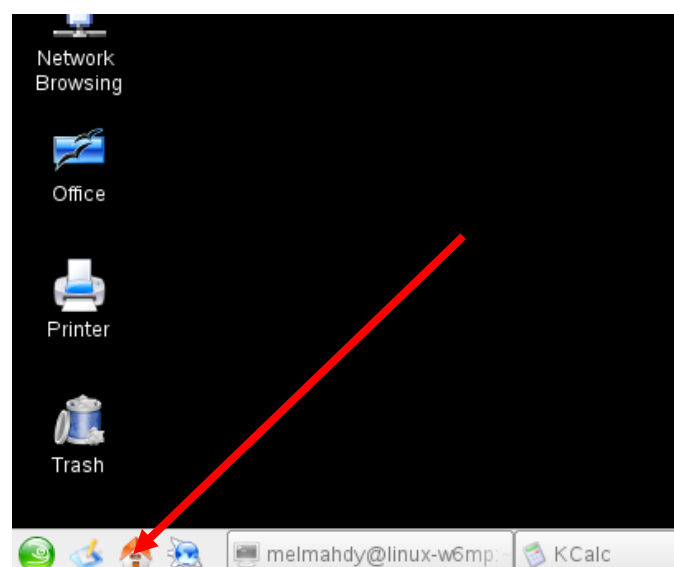 Network
Browsing
Office
Printer
Trash
melmahdy@linux-w6mp:~
KCalc